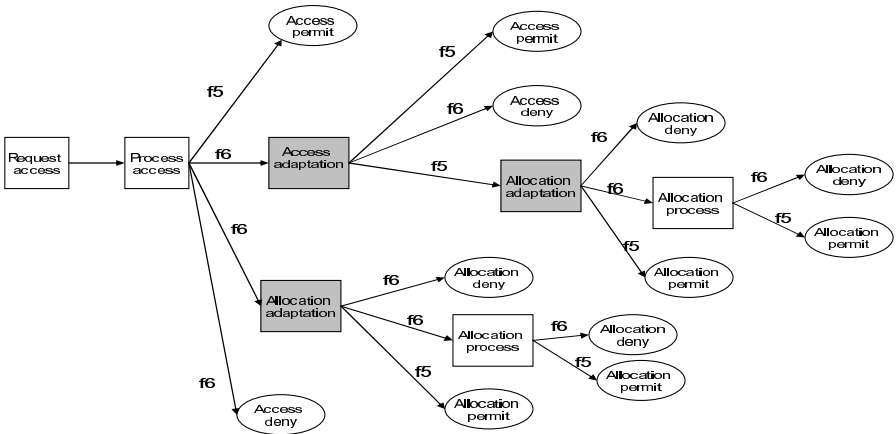 Access
permit
f5
Access
permit
f5
f6
Access
deny
f6
Allocation
deny
Request
access
Process
access
f6
Access
adaptation
f5
Allocation
adaptation
f6
Allocation
process
f6
Allocation
deny
f5
Allocation
permit
f5
Allocation
permit
f6
Allocation
adaptation
f6
Allocation
deny
f6
Allocation
process
f6
Allocation
deny
f5
Allocation
permit
f5
Allocation
permit
f6
Access
deny